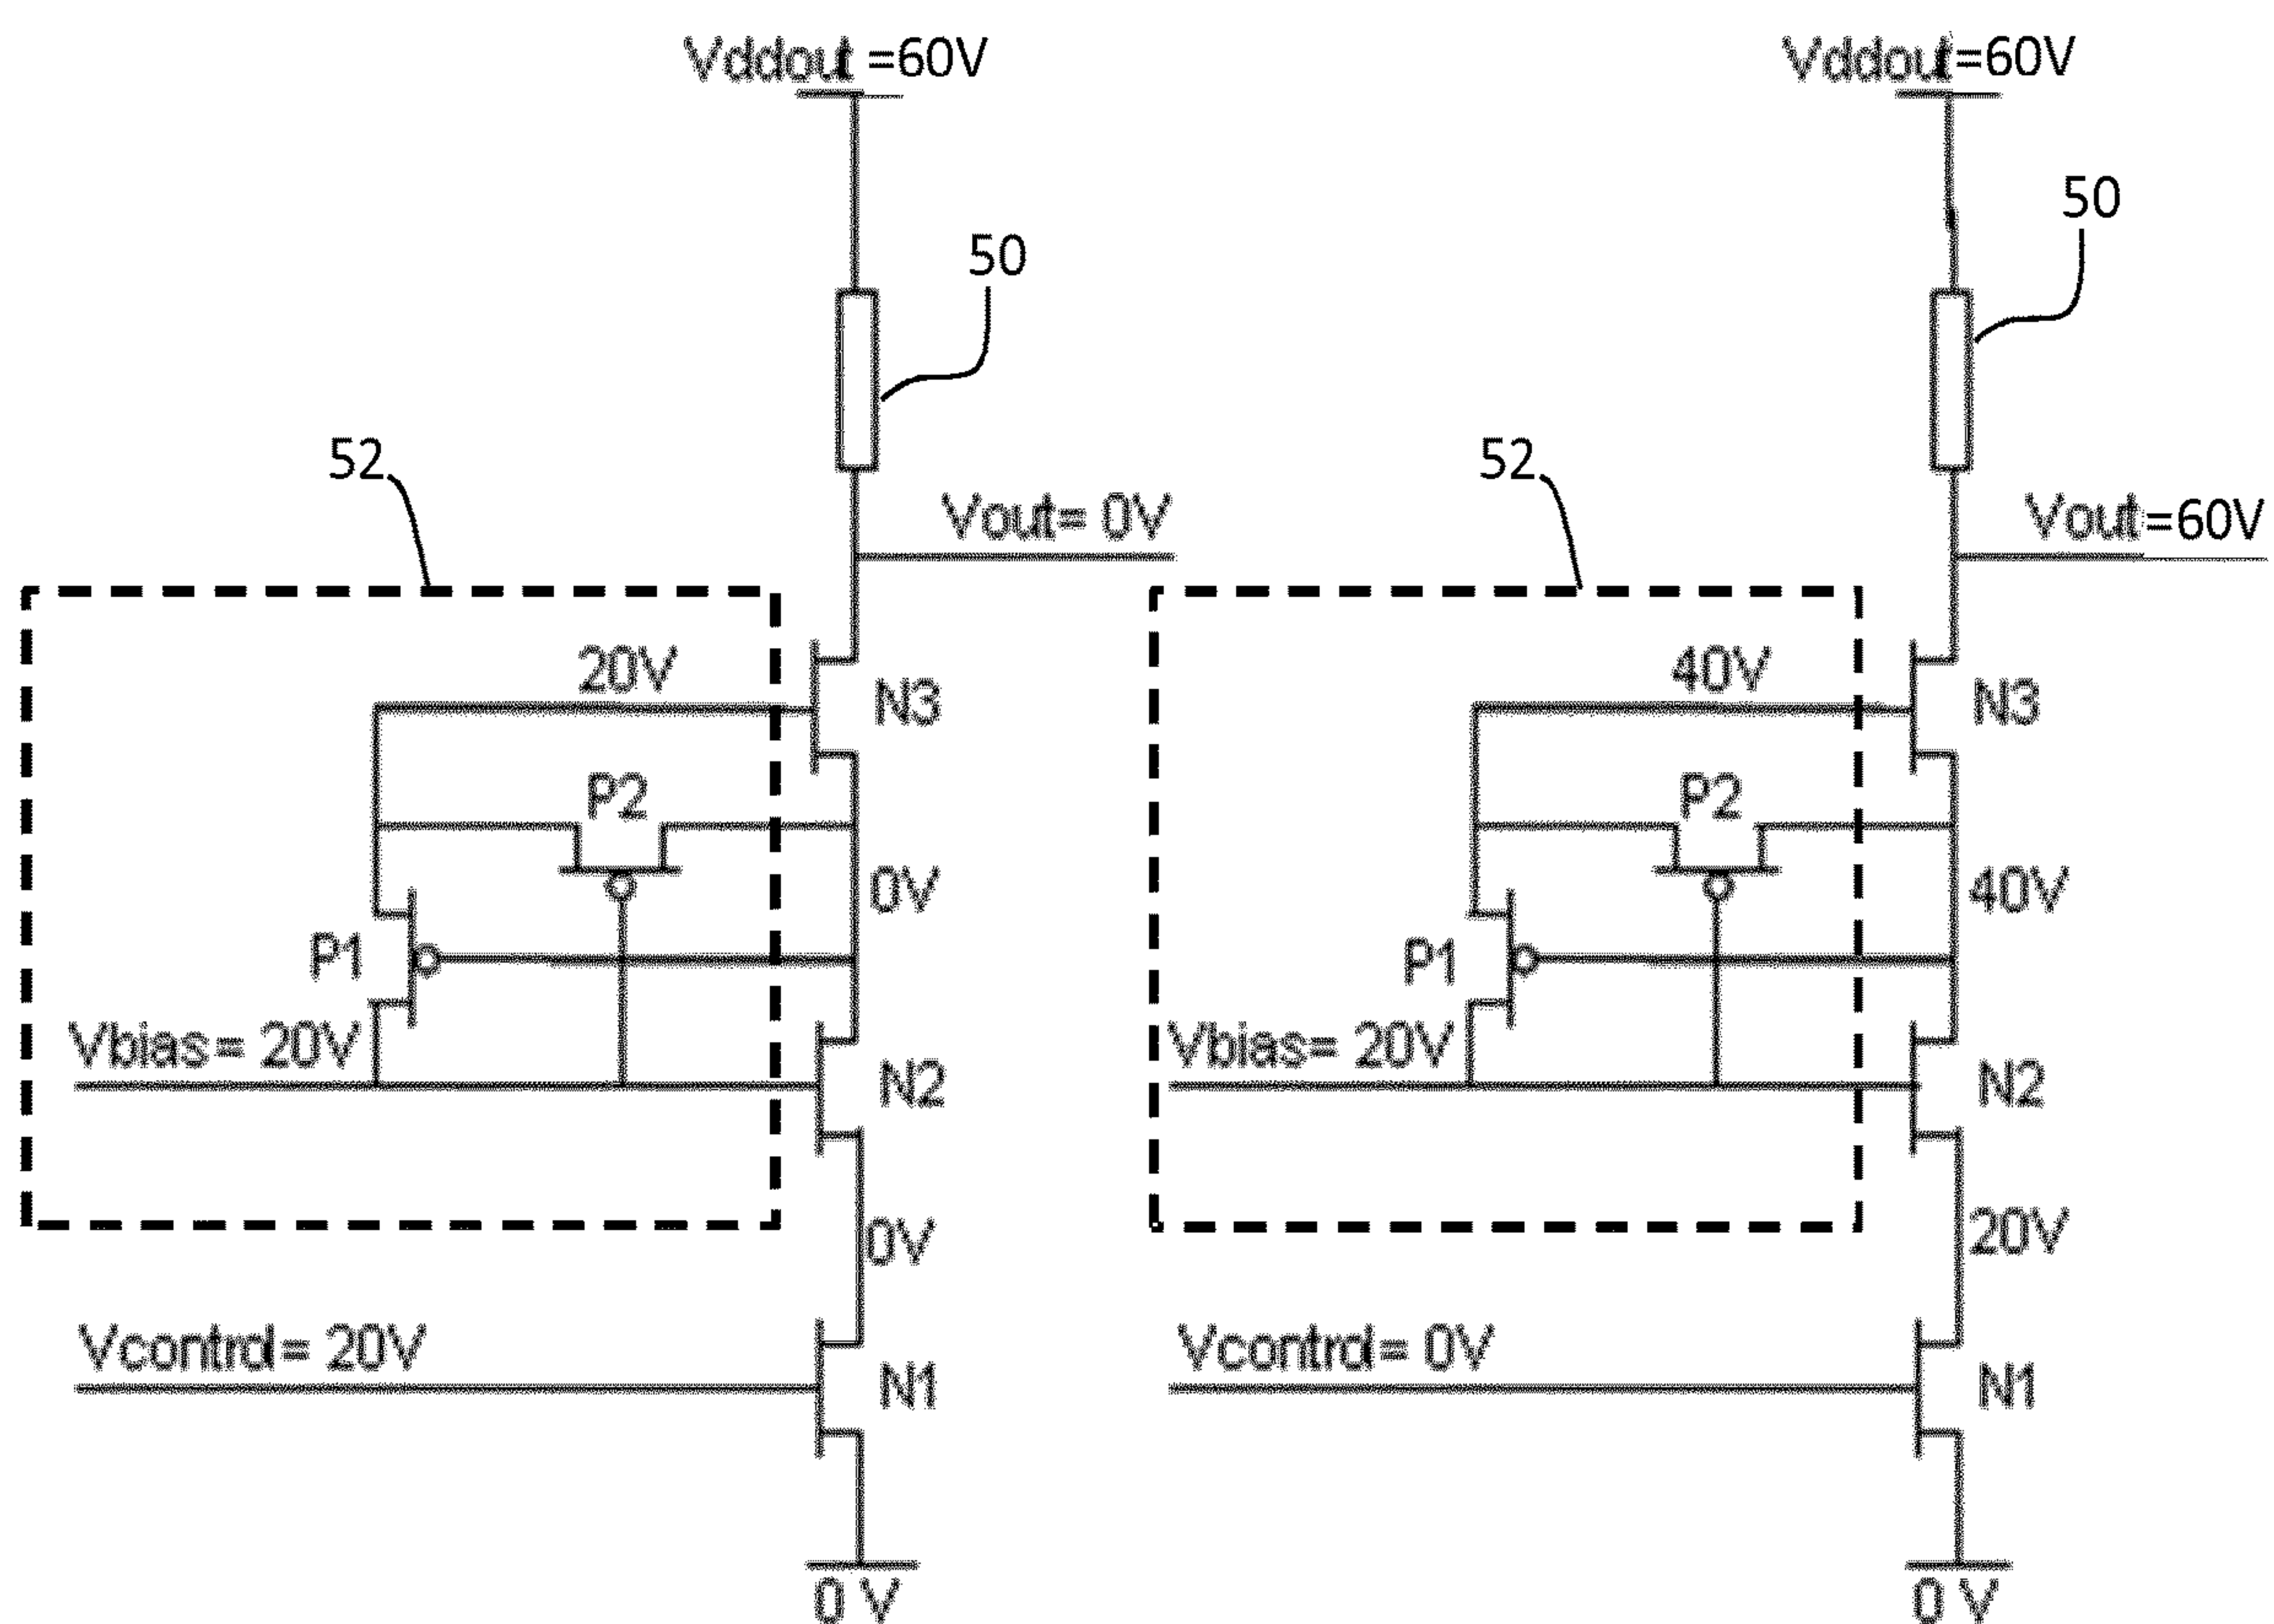 Vddout =60V
50
52
Vout= 0V
20V
N3
P2
0V
P1
Vbias= 20V
N2
0V
Vcontrol= 20V
N1
0 V
Vddout=60V
50
52
Vout=60V
40V
N3
P2
40V
P1
Vbias= 20V
N2
20V
Vcontrol= 0V
N1
0 V